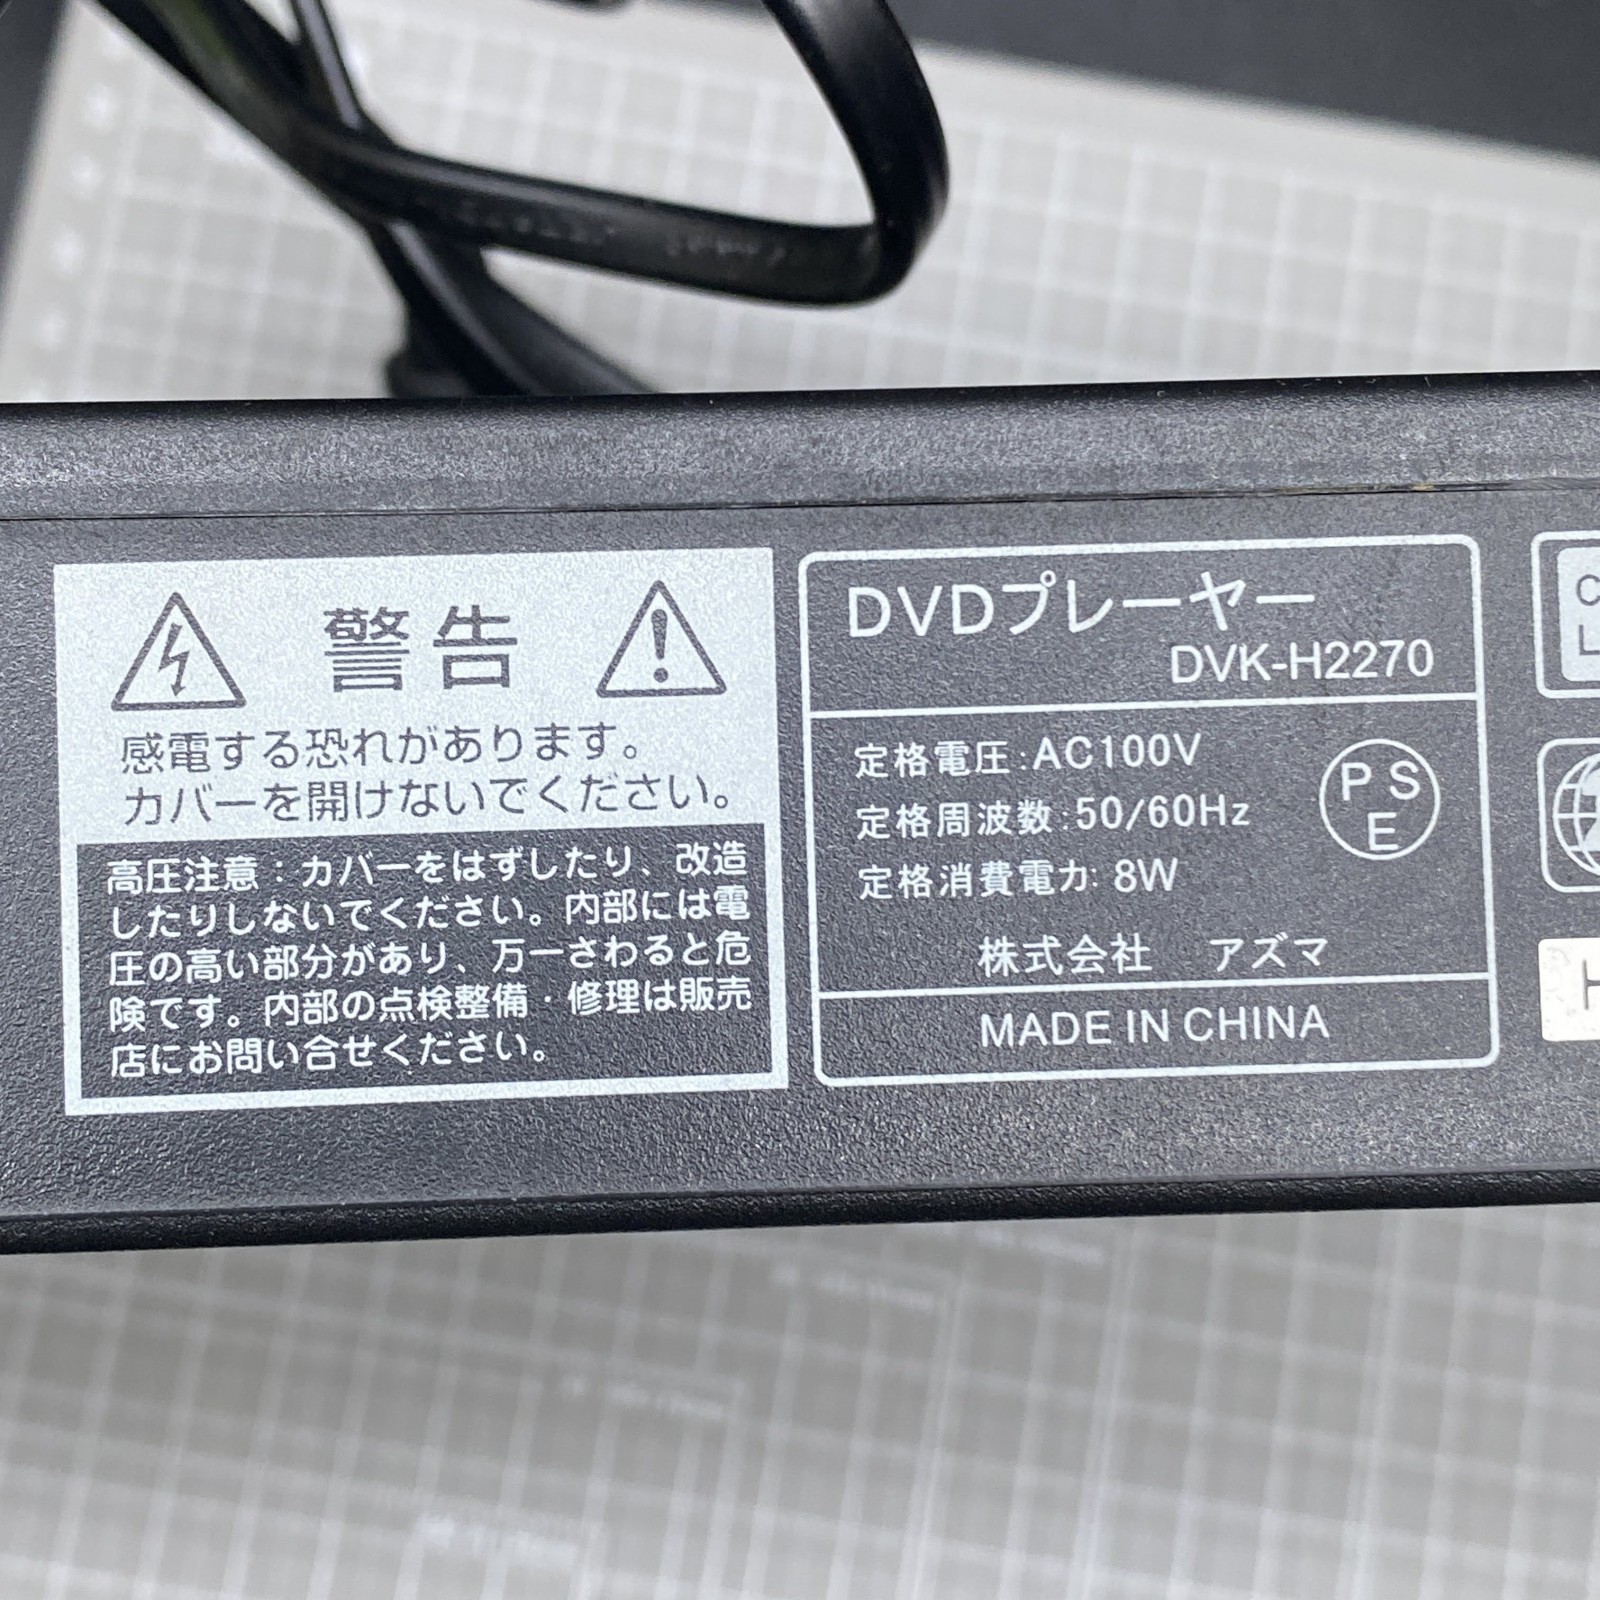 警告
感電する恐れがあります。
カバーを開けないでください。
高圧注意：カバーをはずしたり、改造
したりしないでください。内部には電
圧の高い部分があり、万一さわると危
険です。内部の点検整備・修理は販売
店にお問い合せください。
DVDプレーヤー
DVK-H2270
定格電圧:AC100V
定格周波数:50/60Hz
定格消費電力: 8W
P S
E
株式会社 アズマ
MADE IN CHINA